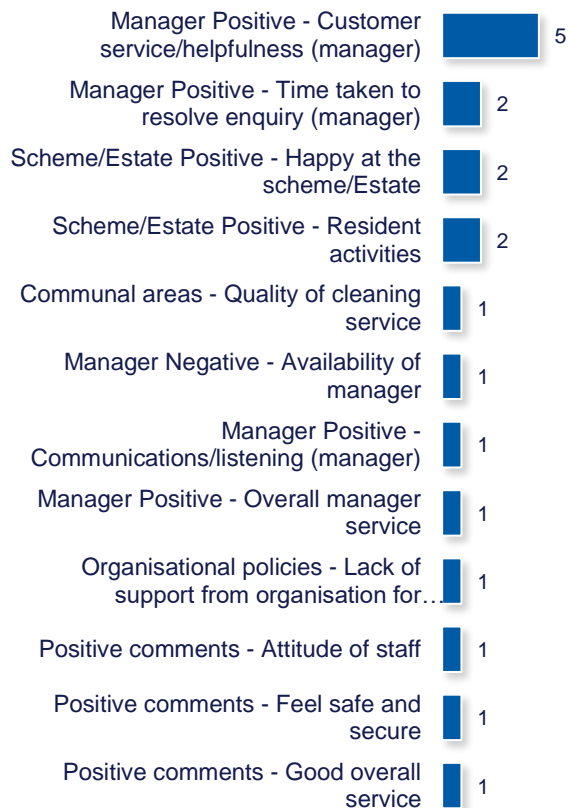 Manager Positive - Customer
service/helpfulness (manager)
5
Manager Positive - Time taken to
resolve enquiry (manager)
2
Scheme/Estate Positive - Happy at the
scheme/Estate
2
Scheme/Estate Positive - Resident
activities
2
Communal areas - Quality of cleaning
service
1
Manager Negative - Availability of
manager
1
Manager Positive -
Communications/listening (manager)
1
Manager Positive - Overall manager
service
1
Organisational policies - Lack of
support from organisation for…
1
Positive comments - Attitude of staff
1
Positive comments - Feel safe and
secure
1
Positive comments - Good overall
service
1